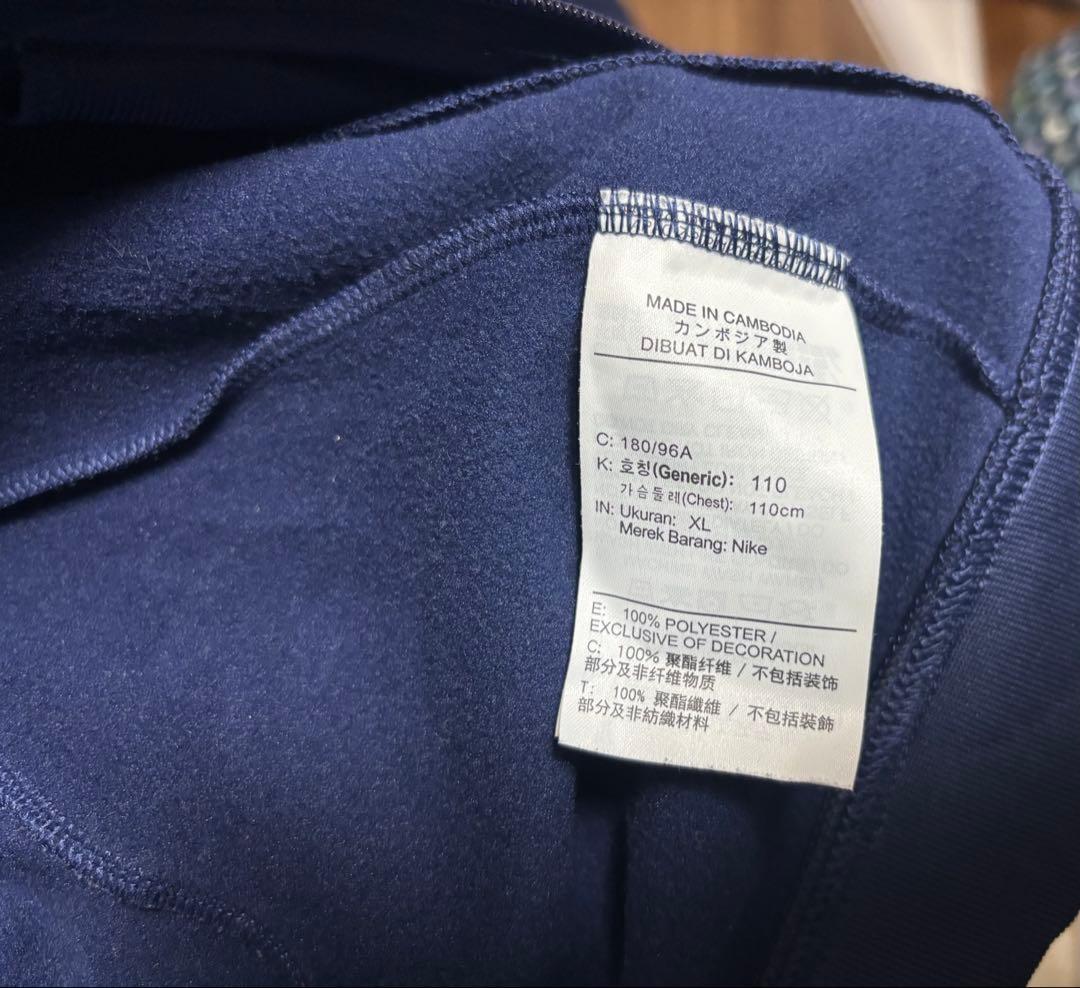 MADE IN CAMBODIA
カンボジア製
DIBUAT DI KAMBOJA
C: 180/96A
K: 호칭(Generic): 110
가슴둘레(Chest): 110cm
IN: Ukuran: XL
Merek Barang: Nike
E: 100% POLYESTER /
EXCLUSIVE OF DECORATION
C: 100% 聚酯纤维 / 不包括装饰
部分及非纤维物质
T: 100% 聚酯纖維 / 不包括裝飾
部分及非紡織材料